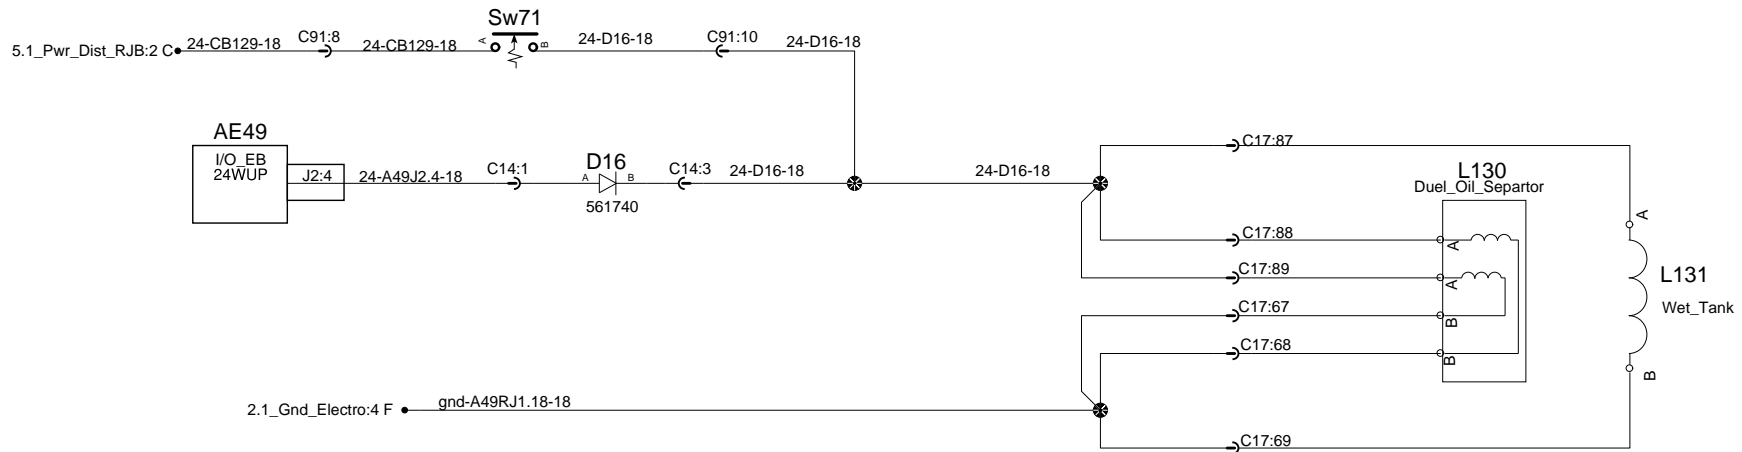 Sw71
5.1_Pwr_Dist_RJB:2 C
24-CB129-18
C91:8
24-CB129-18
A
B
24-D16-18
C91:10
24-D16-18
AE49
I/O_EB
24WUP
J2:4
24-A49J2.4-18
C14:1
D16
A
B
561740
C14:3
24-D16-18
24-D16-18
C17:87
L130
Duel_Oil_Separtor
A
C17:88
A
C17:89
A
L131
Wet_Tank
C17:67
B
C17:68
B
B
2.1_Gnd_Electro:4 F
gnd-A49RJ1.18-18
C17:69